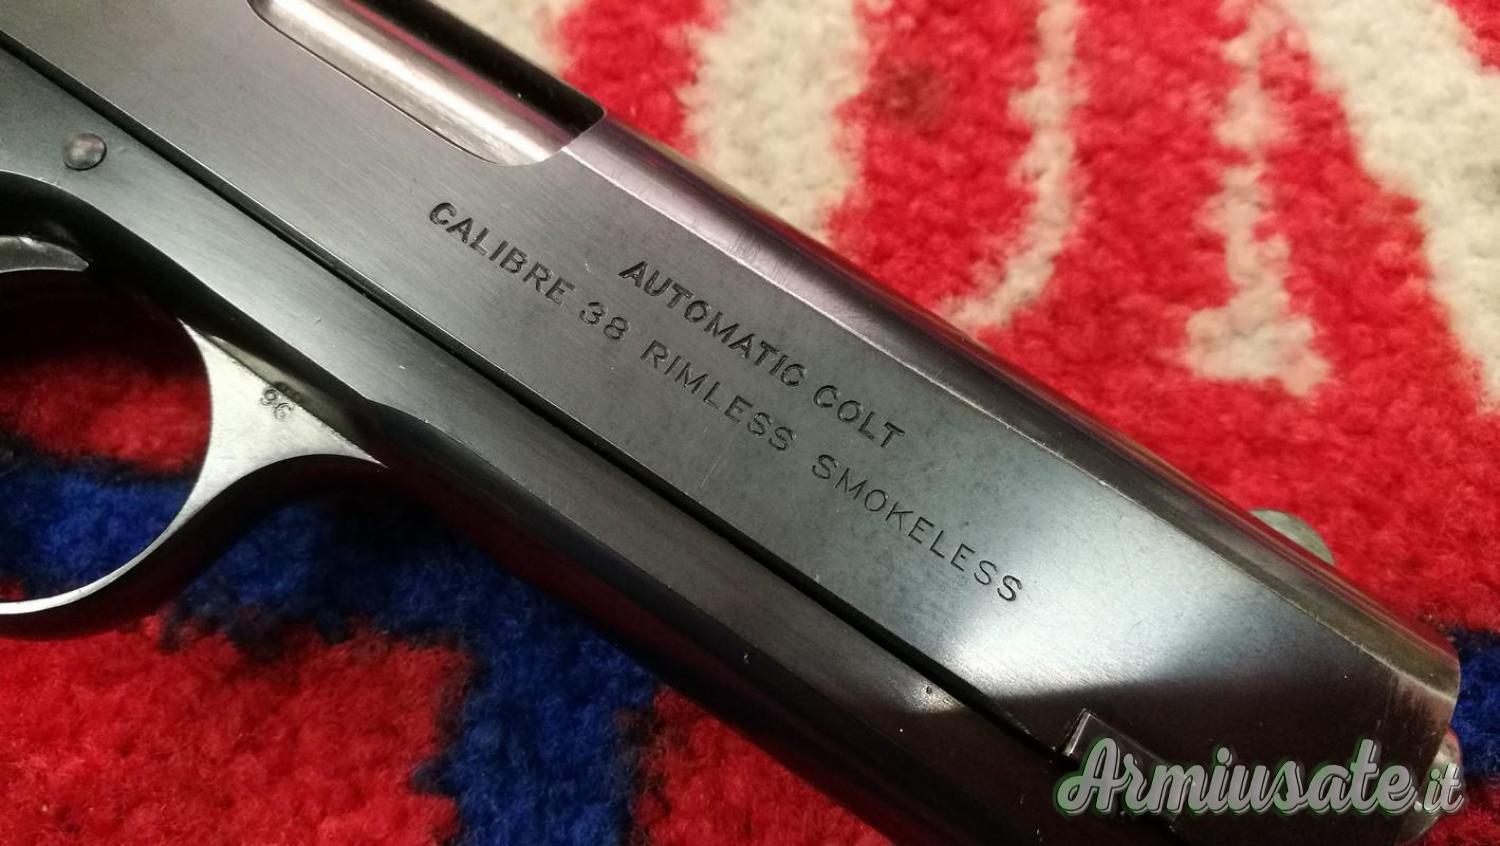 AUTOMATIC COLT
CALIBRE 38 RIMLESS SMOKELESS
96
Armiusate.it